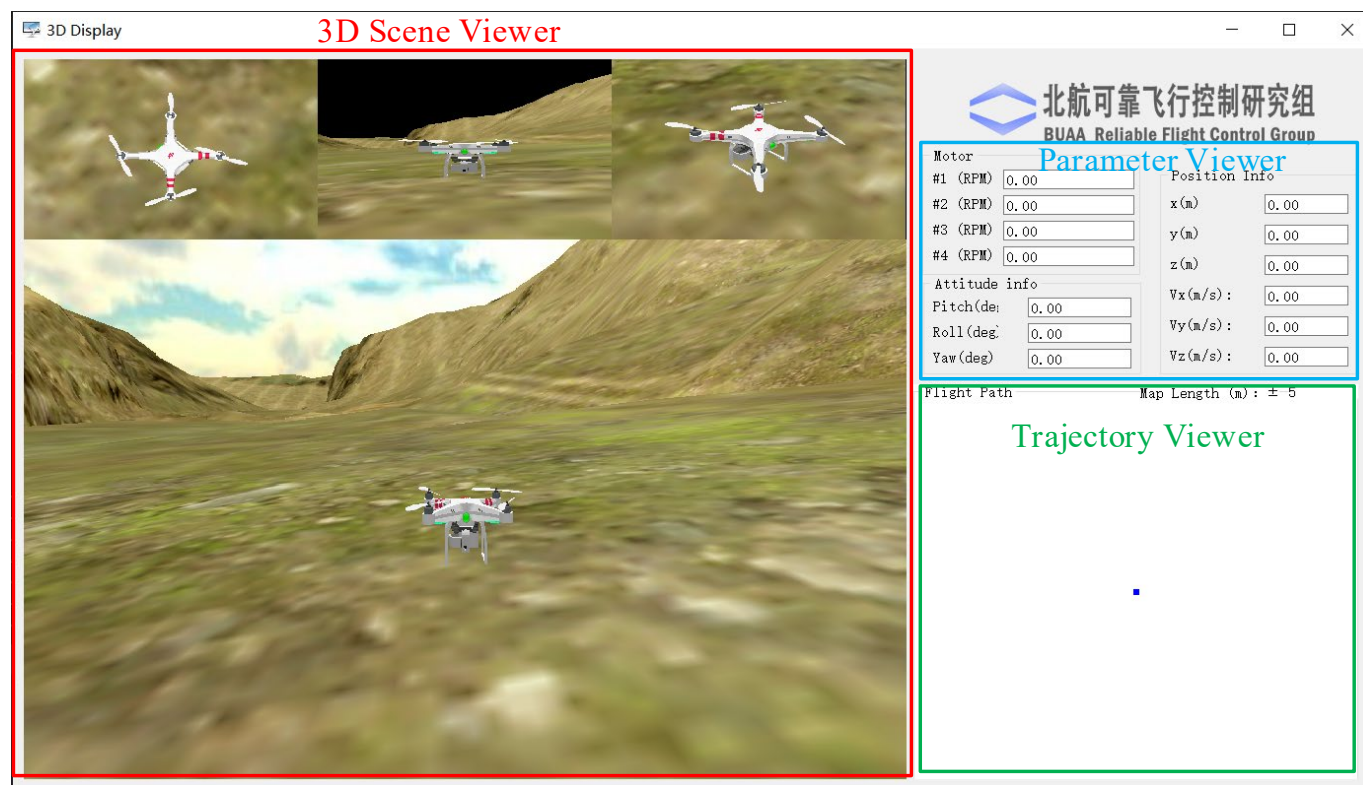 3D Display
3D Scene Viewer
北航可靠飞行控制研究组
BUAA Reliable Flight Control Group
Parameter Viewer
Motor
#1 (RPM) 0.00
#2 (RPM) 0.00
#3 (RPM) 0.00
#4 (RPM) 0.00
Attitude info
Pitch(de 0.00
Roll(deg 0.00
Yaw(deg) 0.00
Position Info
x(m) 0.00
y(m) 0.00
z(m) 0.00
Vx(m/s): 0.00
Vy(m/s): 0.00
Vz(m/s): 0.00
Flight Path Map Length (m): ± 5
Trajectory Viewer